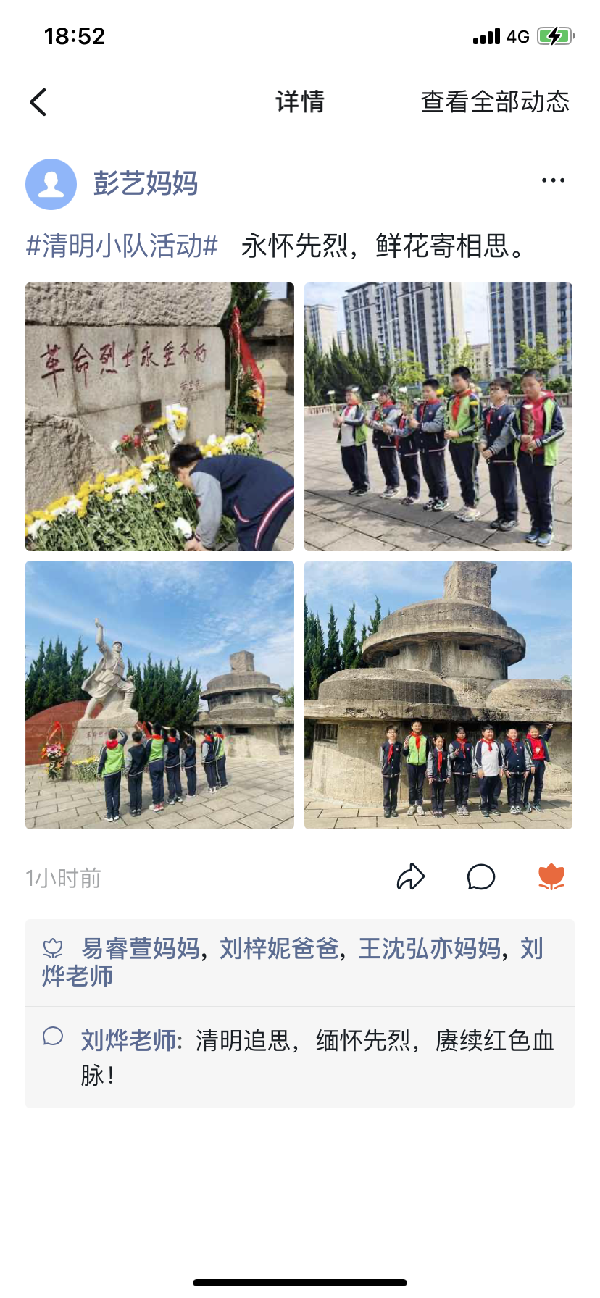 18:52
4G
详情
查看全部动态
彭艺妈妈
#清明小队活动# 永怀先烈，鲜花寄相思。
革命烈士永垂不朽
1小时前
易睿萱妈妈，刘梓妮爸爸，王沈弘亦妈妈，刘
烨老师
刘烨老师：清明追思，缅怀先烈，赓续红色血
脉！